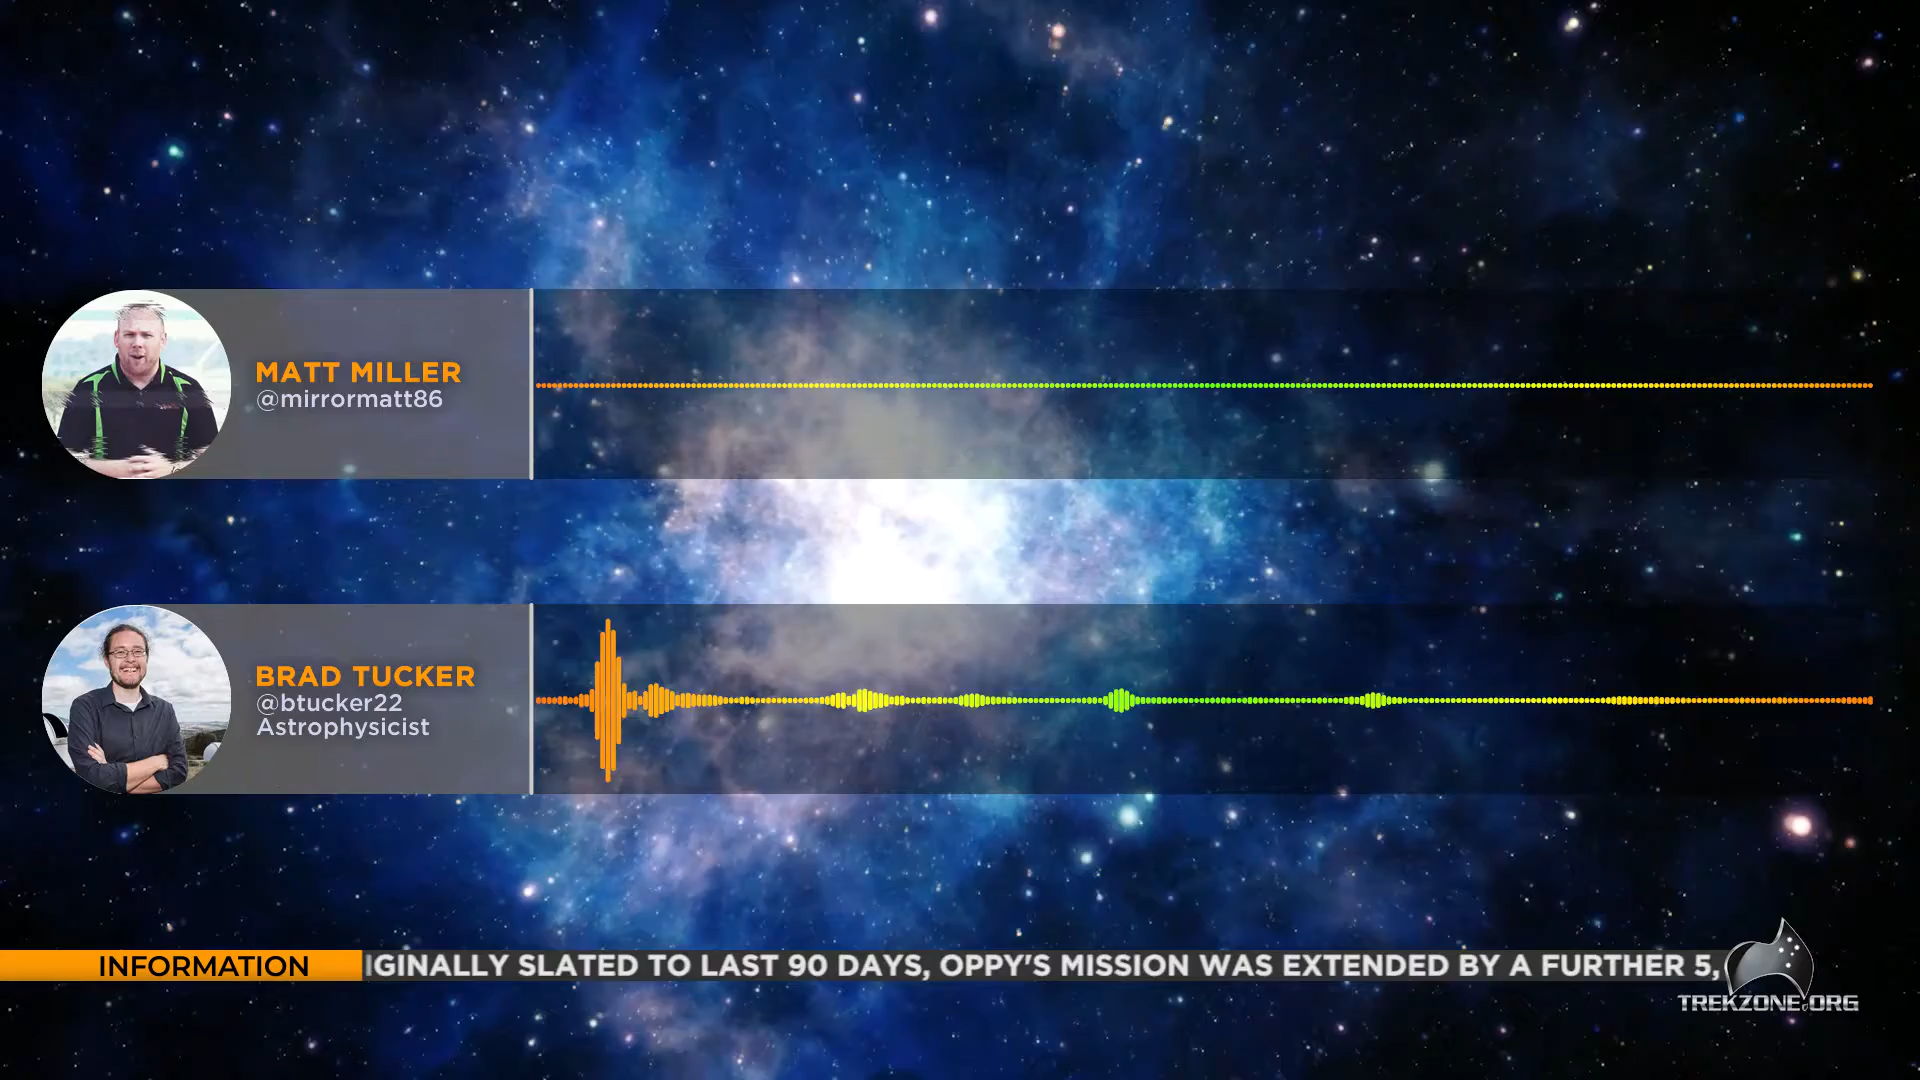 MATT MILLER
@mirrormatt86
BRAD TUCKER
@btucker22
Astrophysicist
INFORMATION
IGINALLY SLATED TO LAST 90 DAYS, OPPY'S MISSION WAS EXTENDED BY A FURTHER 5,
TREKZONE.ORG